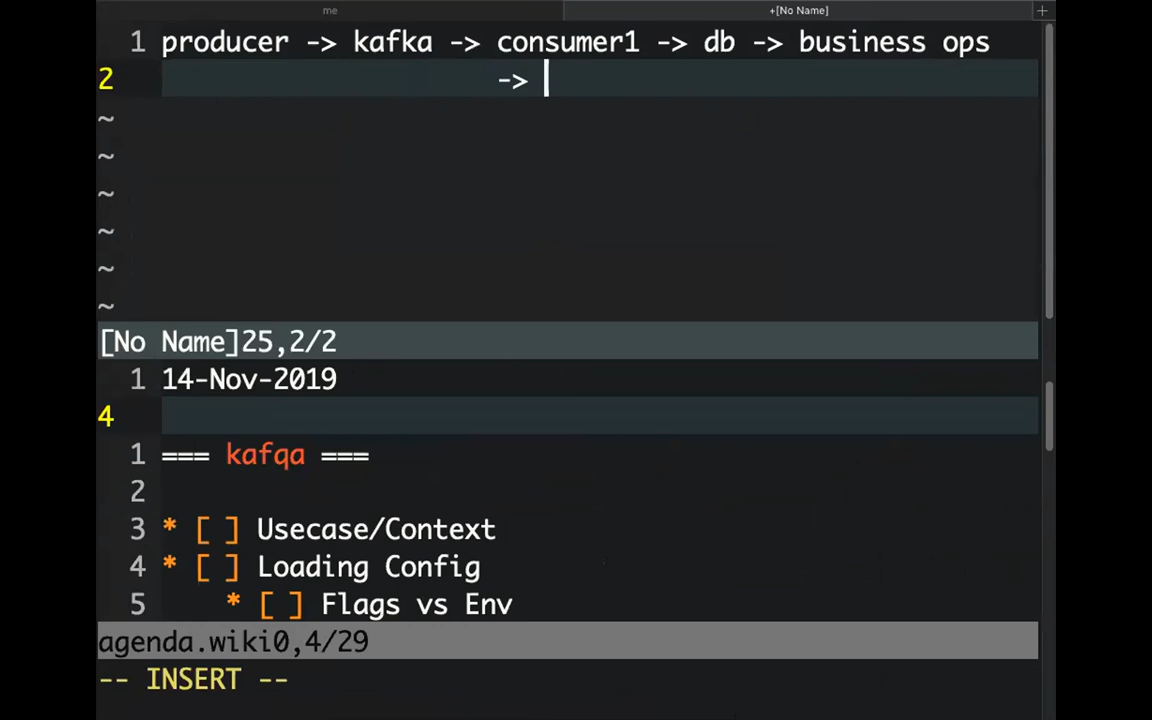 me +[No Name] +
1 producer -> kafka -> consumer1 -> db -> business ops
2 ->
~
~
~
~
~
~
[No Name]25,2/2
1 14-Nov-2019
4
1 === kafqa ===
2
3 * [ ] Usecase/Context
4 * [ ] Loading Config
5 * [ ] Flags vs Env
agenda.wiki0,4/29
-- INSERT --